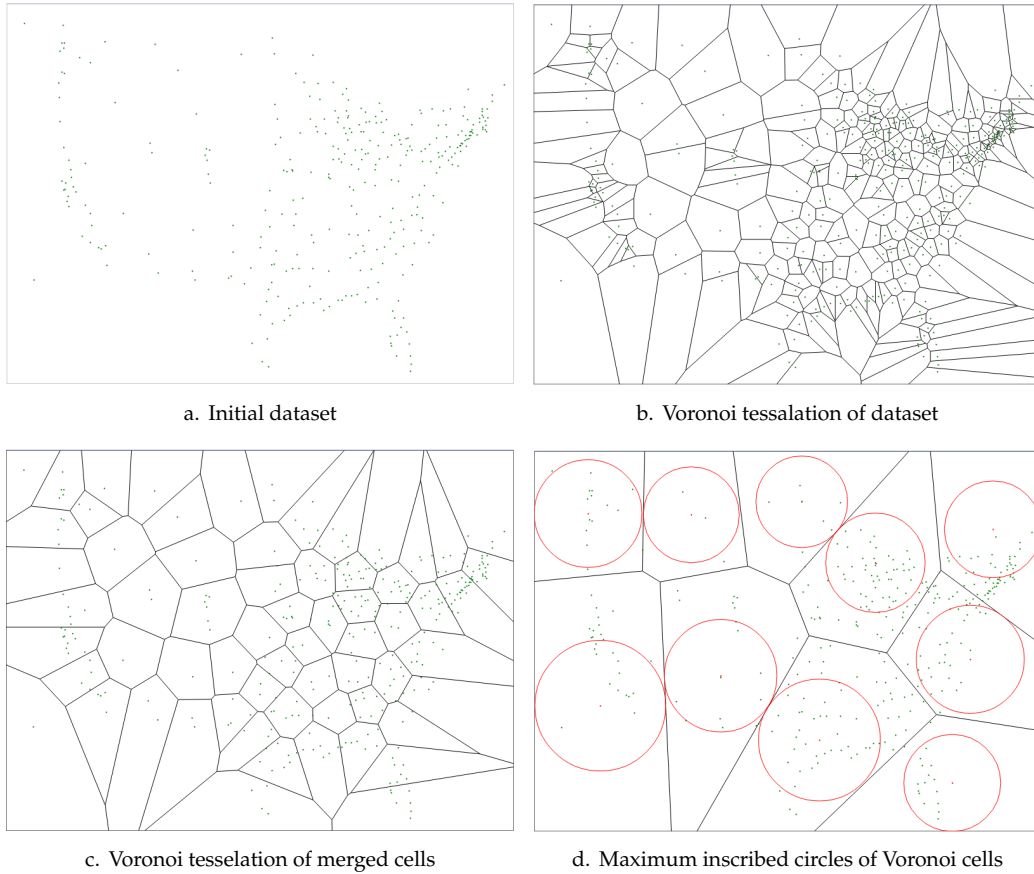 a. Initial dataset
b. Voronoi tessalation of dataset
c. Voronoi tesselation of merged cells
d. Maximum inscribed circles of Voronoi cells